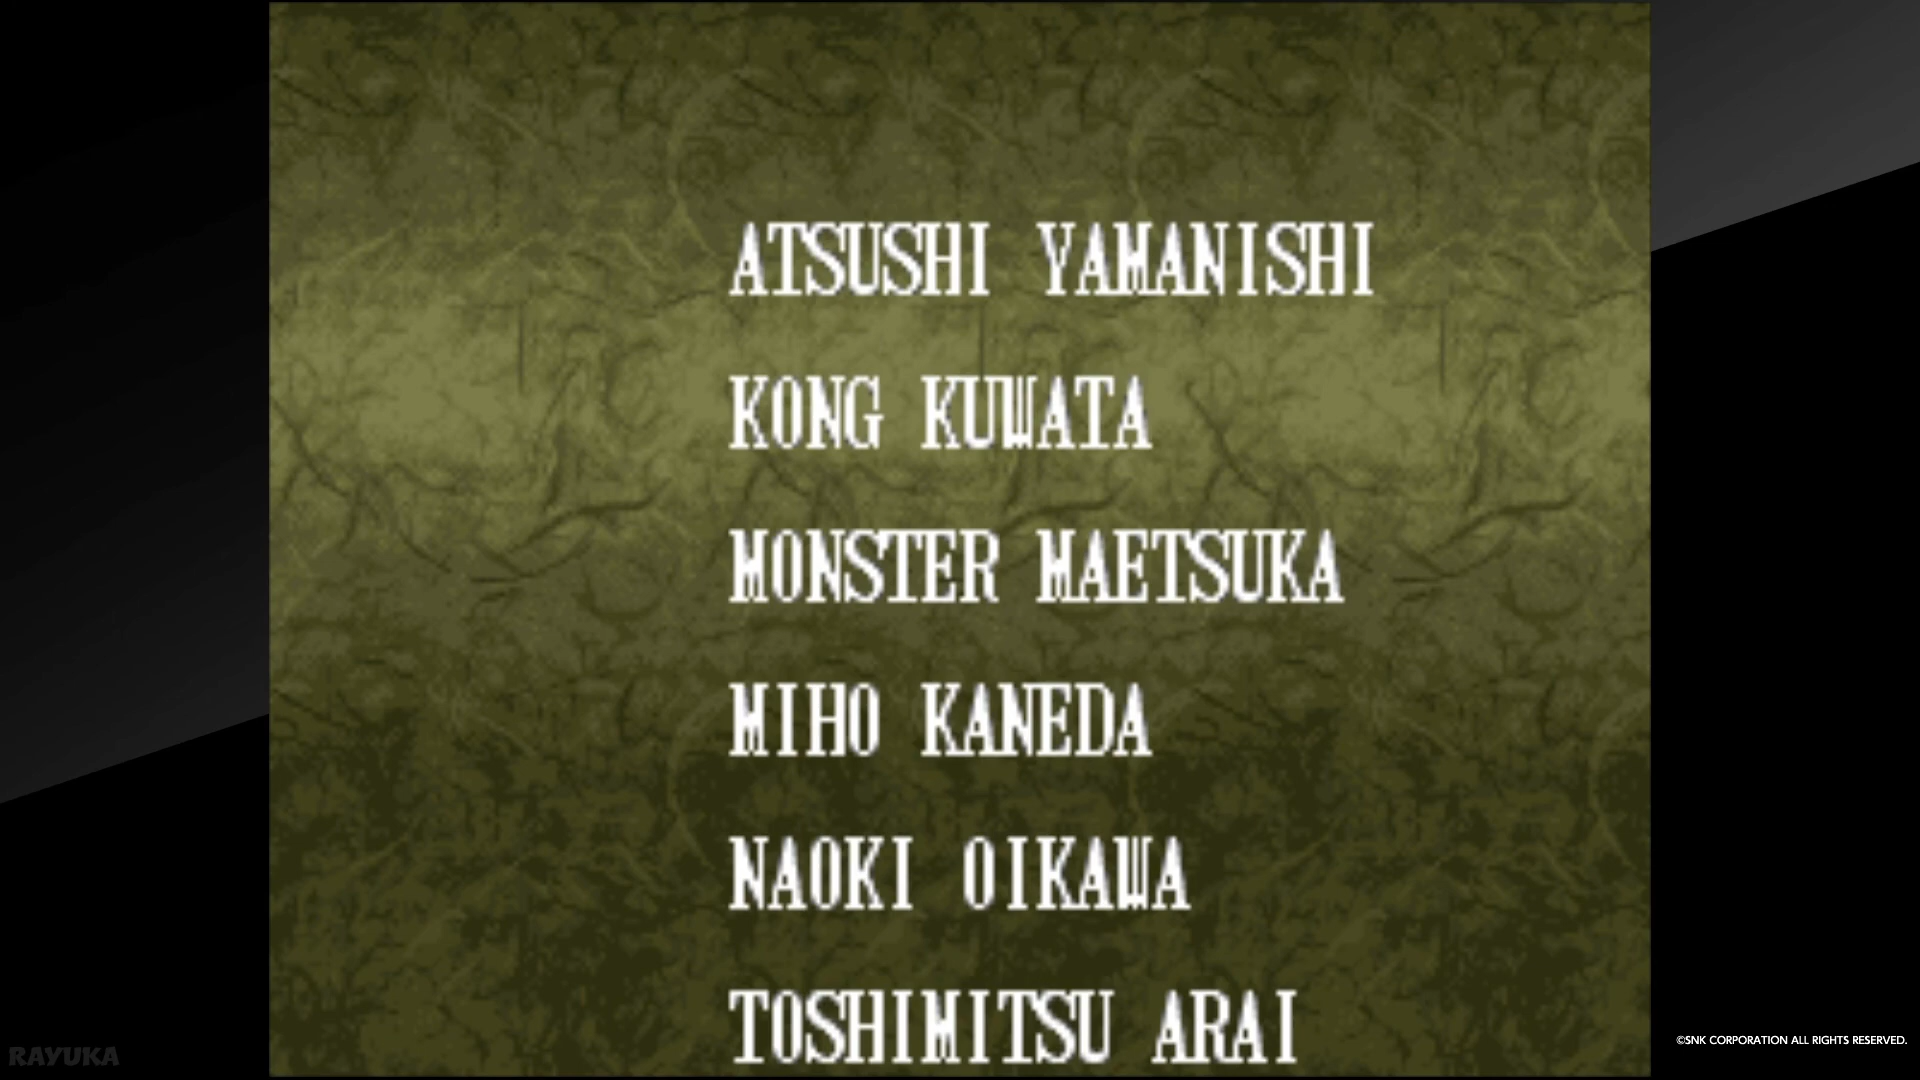 ATSUSHI YAMANISHI
KONG KUWATA
MONSTER MAETSUKA
MIHO KANEDA
NAOKI OIKAWA
TOSHIMITSU ARAI
RAYUKA
©SNK CORPORATION ALL RIGHTS RESERVED.